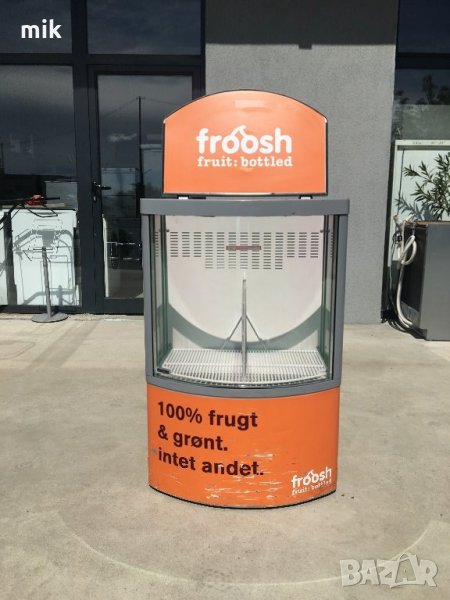 mik
froosh
fruit: bottled
100% frugt
& grønt.
intet andet.
froosh
fruit: bottled
BAZAR